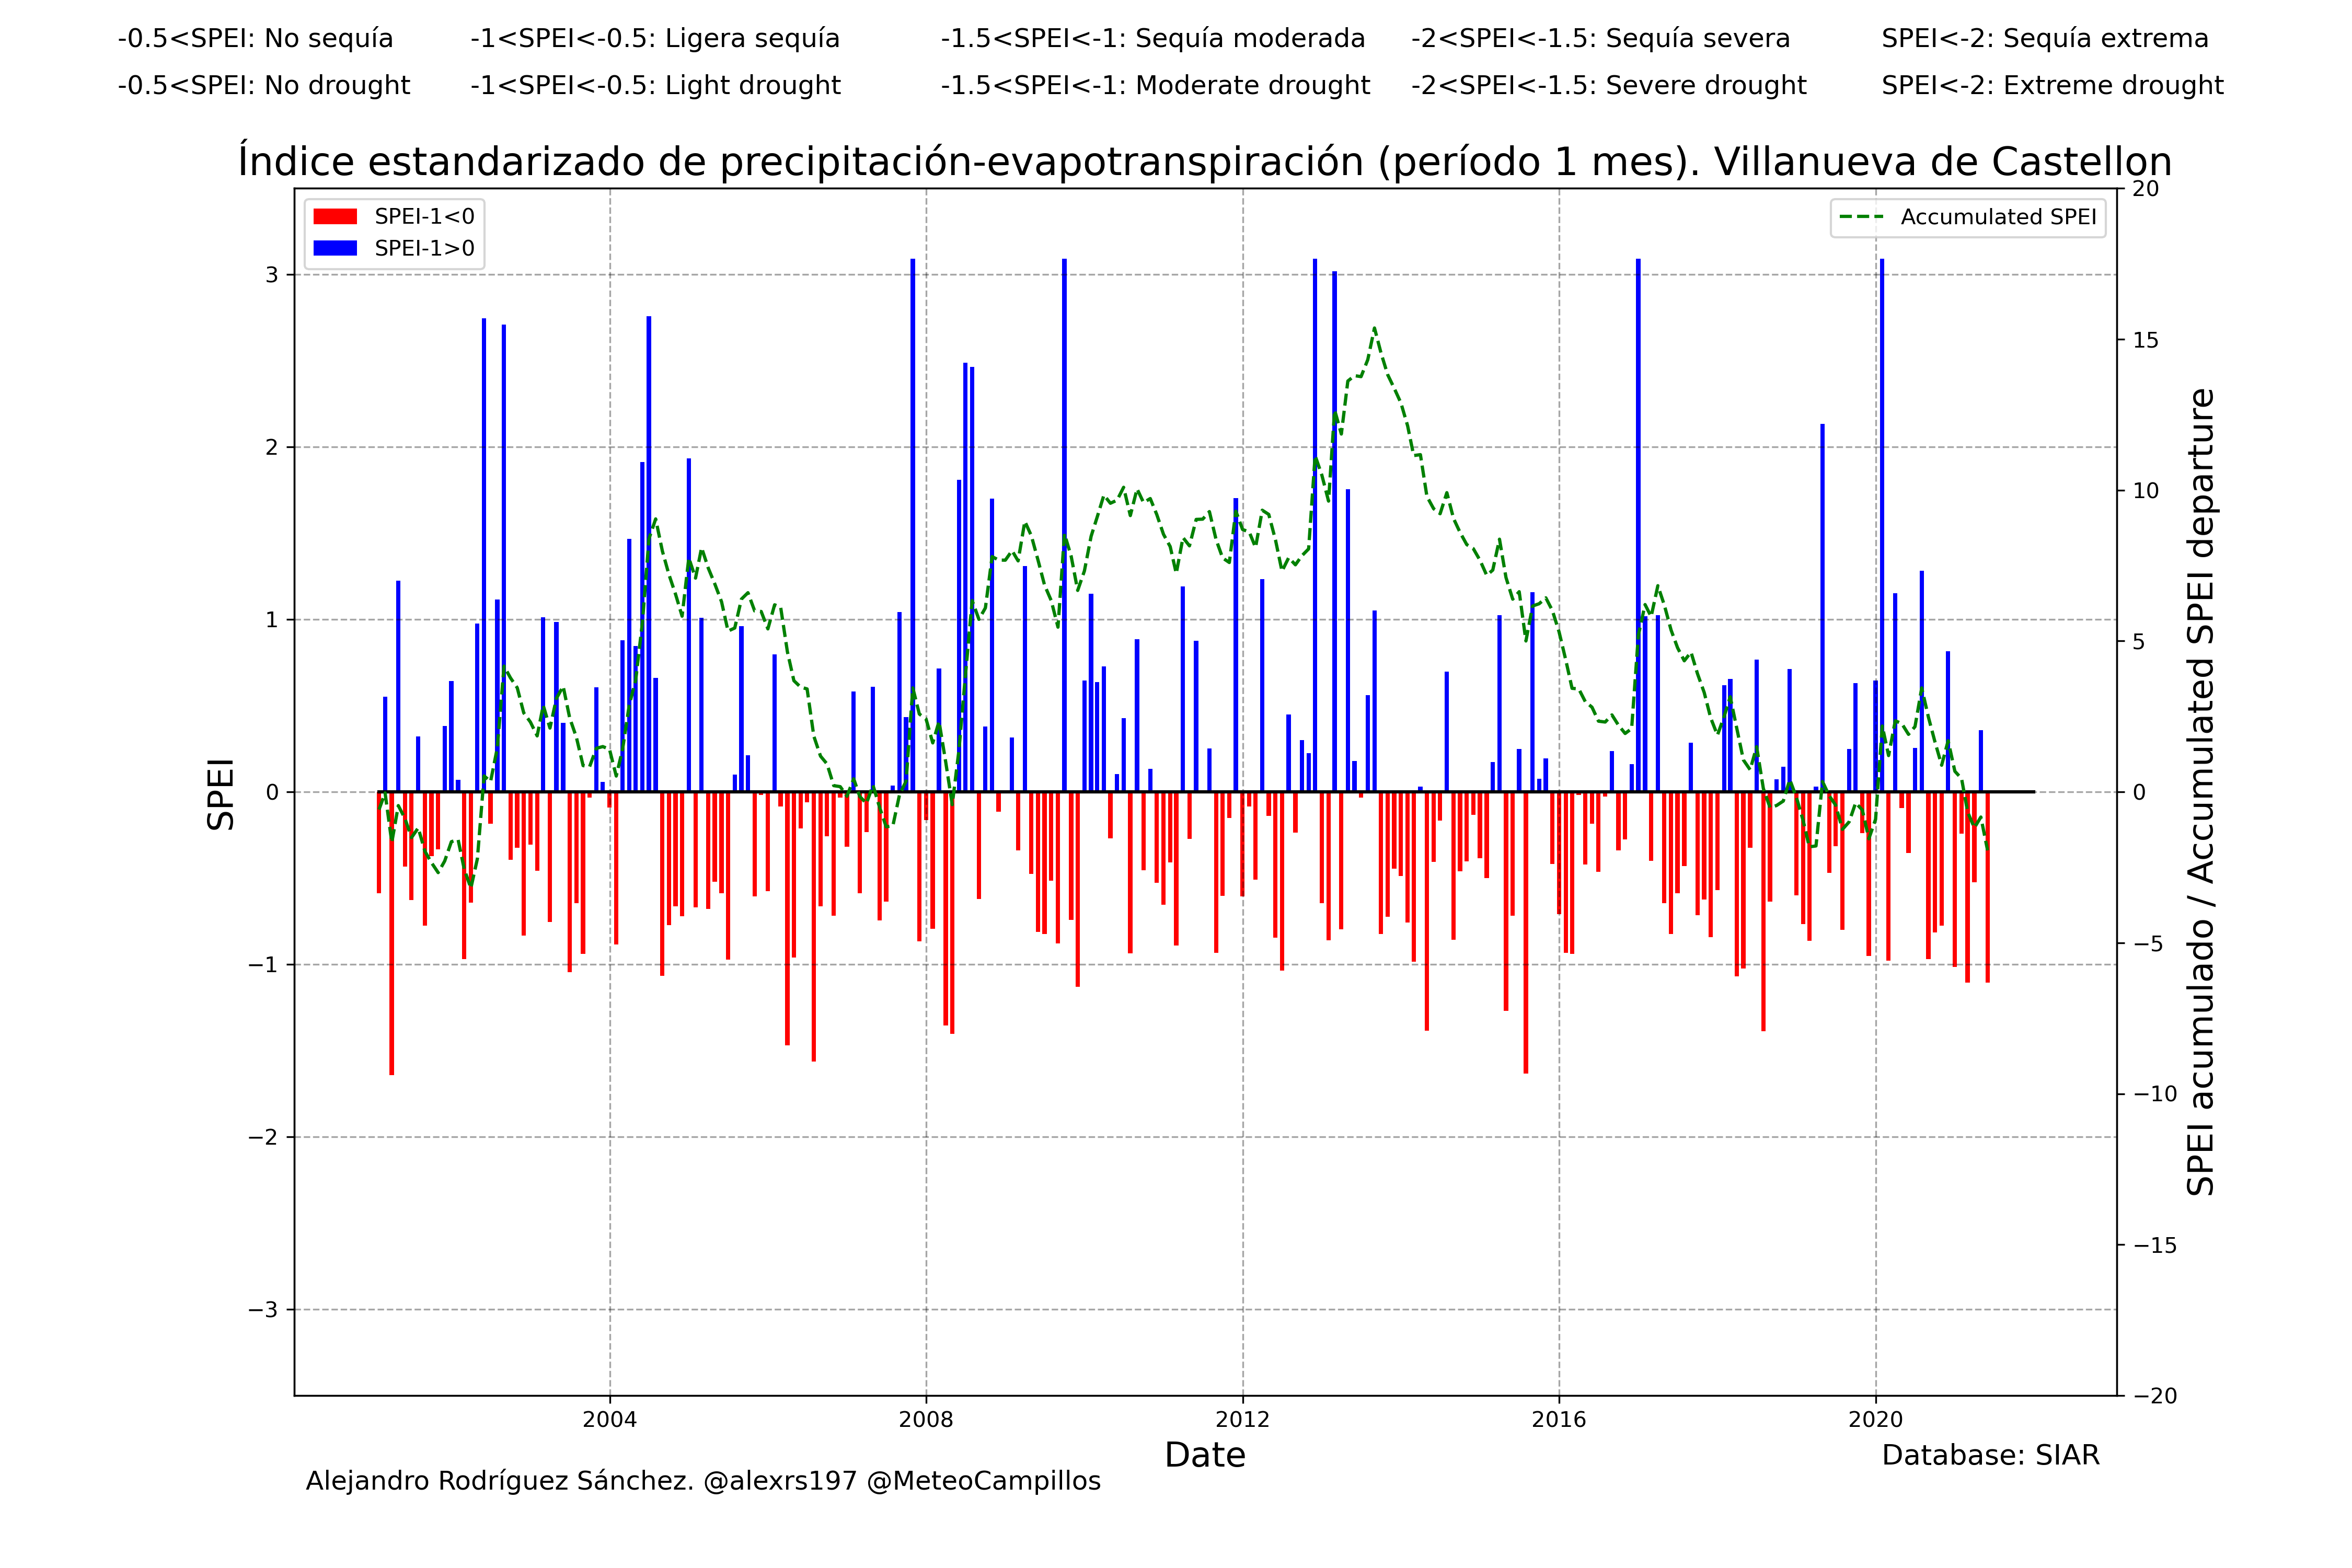 -0.5<SPEI: No sequía -1<SPEI<-0.5: Ligera sequía -1.5<SPEI<-1: Sequía moderada -2<SPEI<-1.5: Sequía severa SPEI<-2: Sequía extrema
-0.5<SPEI: No drought -1<SPEI<-0.5: Light drought -1.5<SPEI<-1: Moderate drought -2<SPEI<-1.5: Severe drought SPEI<-2: Extreme drought
Índice estandarizado de precipitación-evapotranspiración (período 1 mes). Villanueva de Castellon
SPEI-1<0
SPEI-1>0
Accumulated SPEI
SPEI
3
2
1
0
−1
−2
−3
20
15
10
5
0
−5
−10
−15
−20
SPEI acumulado / Accumulated SPEI departure
2004 2008 2012 2016 2020
Date
Database: SIAR
Alejandro Rodríguez Sánchez. @alexrs197 @MeteoCampillos